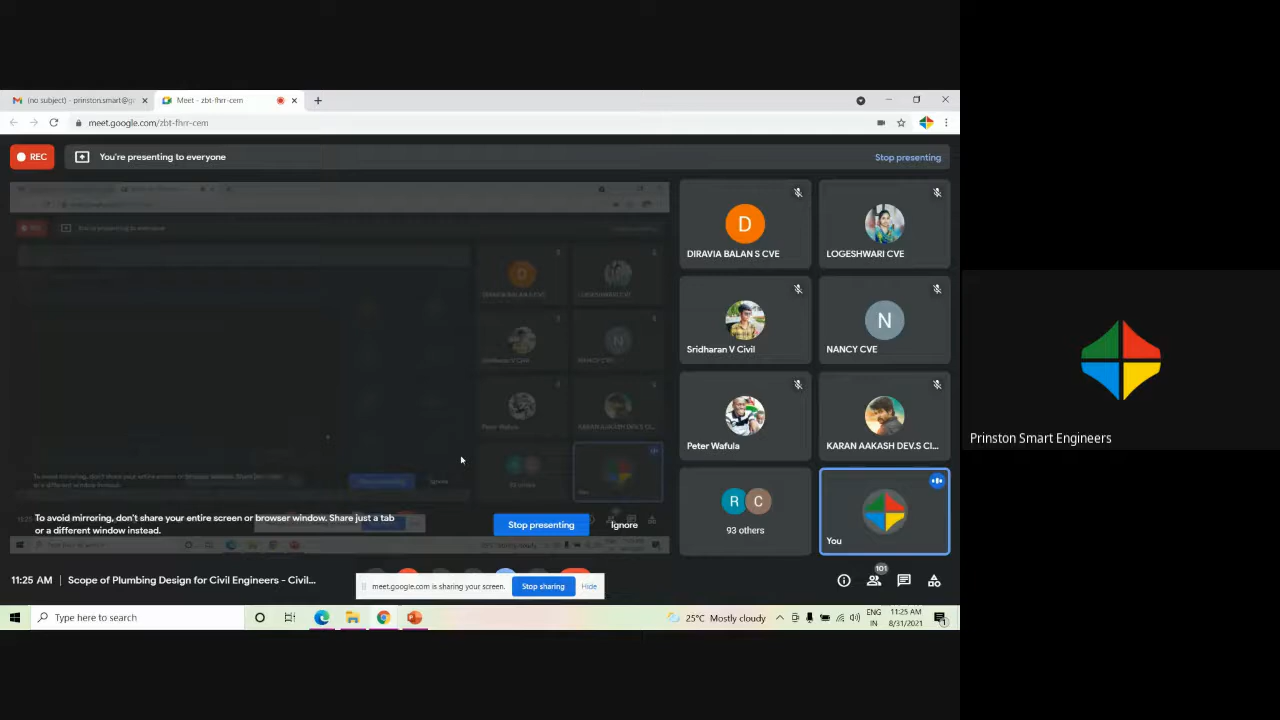 (no subject) - prinston.smart@g
Meet - zbt-fhrr-cem
meet.google.com/zbt-fhrr-cem
REC
You're presenting to everyone
Stop presenting
D
DIRAVIA BALAN S CVE
LOGESHWARI CVE
Sridharan V Civil
N
NANCY CVE
Peter Wafula
KARAN AAKASH DEV.S CI...
R C
93 others
You
Prinston Smart Engineers
To avoid mirroring, don't share your entire screen or browser window. Share just a tab
or a different window instead.
Stop presenting
Ignore
11:25 AM | Scope of Plumbing Design for Civil Engineers - Civil...
meet.google.com is sharing your screen.
Stop sharing
Hide
101
Type here to search
25°C Mostly cloudy
ENG
IN
11:25 AM
8/31/2021
1